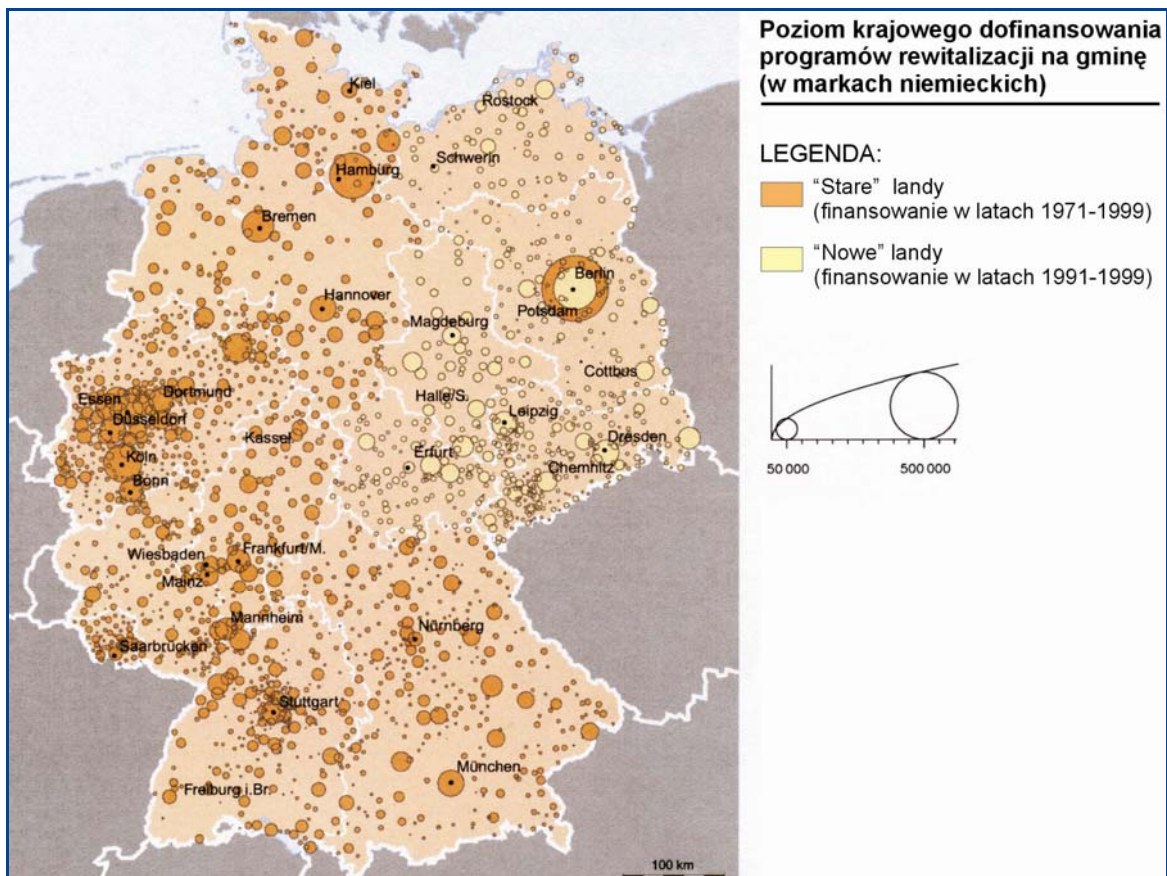 Poziom krajowego dofinansowania
programów rewitalizacji na gminę
(w markach niemieckich)
LEGENDA:
“Stare” landy
(finansowanie w latach 1971-1999)
“Nowe” landy
(finansowanie w latach 1991-1999)
50 000
500 000
Kiel
Rostock
Schwerin
Hamburg
Bremen
Berlin
Hannover
Potsdam
Magdeburg
Cottbus
Dortmund
Essen
Halle/S.
Leipzig
Düsseldorf
Kassel
Dresden
Köln
Erfurt
Chemnitz
Bonn
Wiesbaden
Frankfurt/M.
Mainz
Mannheim
Nürnberg
Saarbrücken
Stuttgart
München
Freiburg i.Br.
100 km